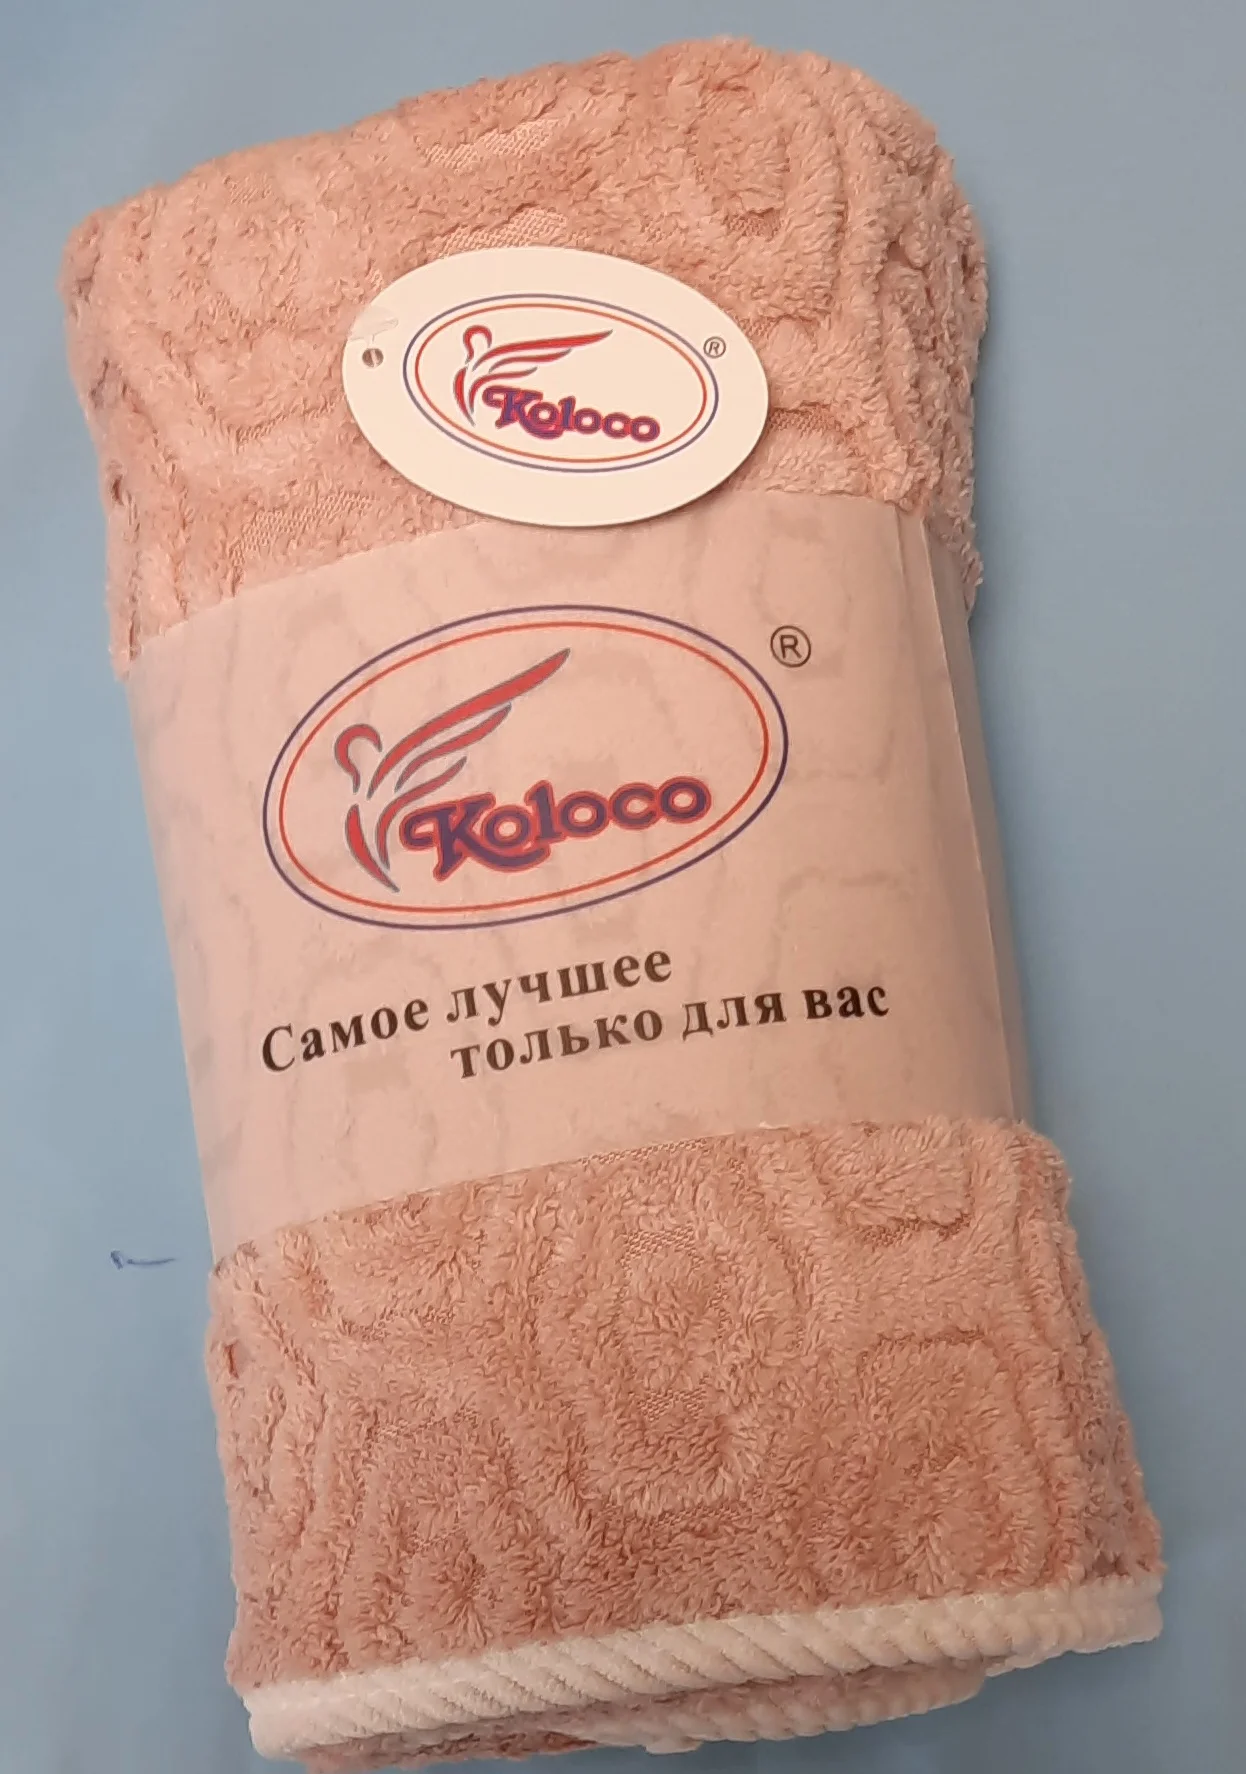 Koloco ®
®
Koloco
Самое лучшее
только для вас